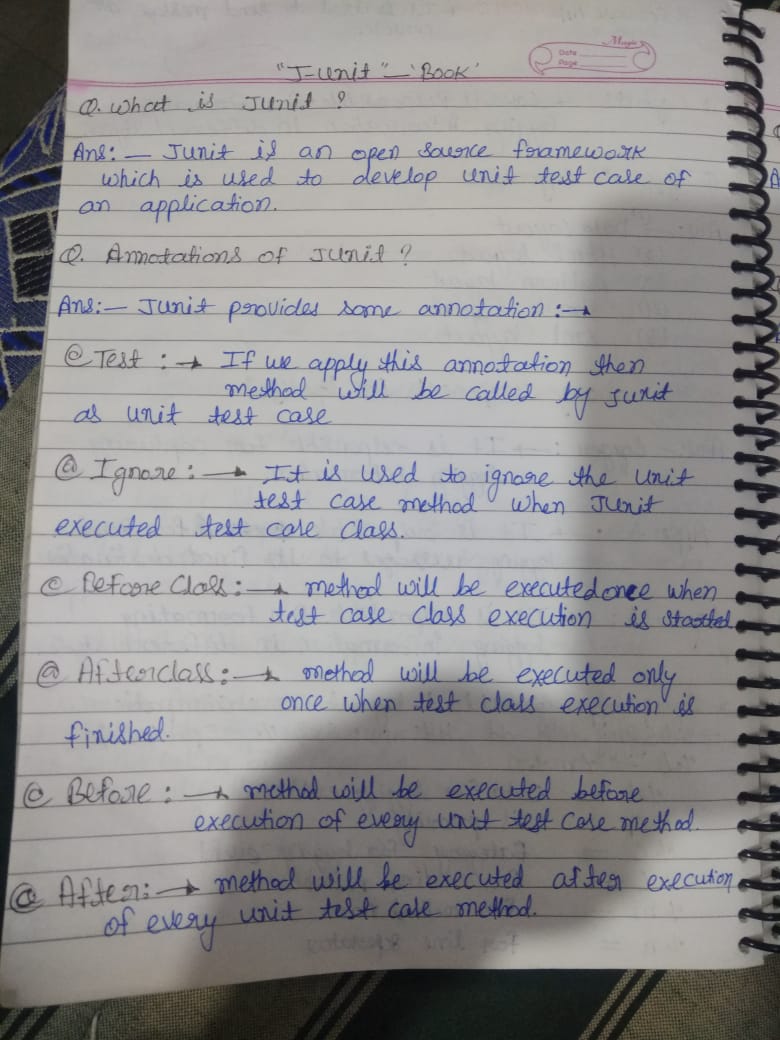 Magic
Date
Page
"J-unit" – 'Book'
Q. What is Junit ?
Ans: — Junit is an open source framework
which is used to develop unit test case of
an application.
Q. Annotations of Junit ?
Ans:– Junit provides some annotation :→
@ Test : → If we apply this annotation then
method will be called by junit
as unit test case
@ Ignore : → It is used to ignore the unit
test case method when Junit
executed test case class.
@ Before Class : → method will be executed once when
test case class execution is started
@ Afterclass : → method will be executed only
once when test class execution is
finished.
@ Before : → method will be executed before
execution of every unit test case method.
@ After : → method will be executed after execution
of every unit test case method.